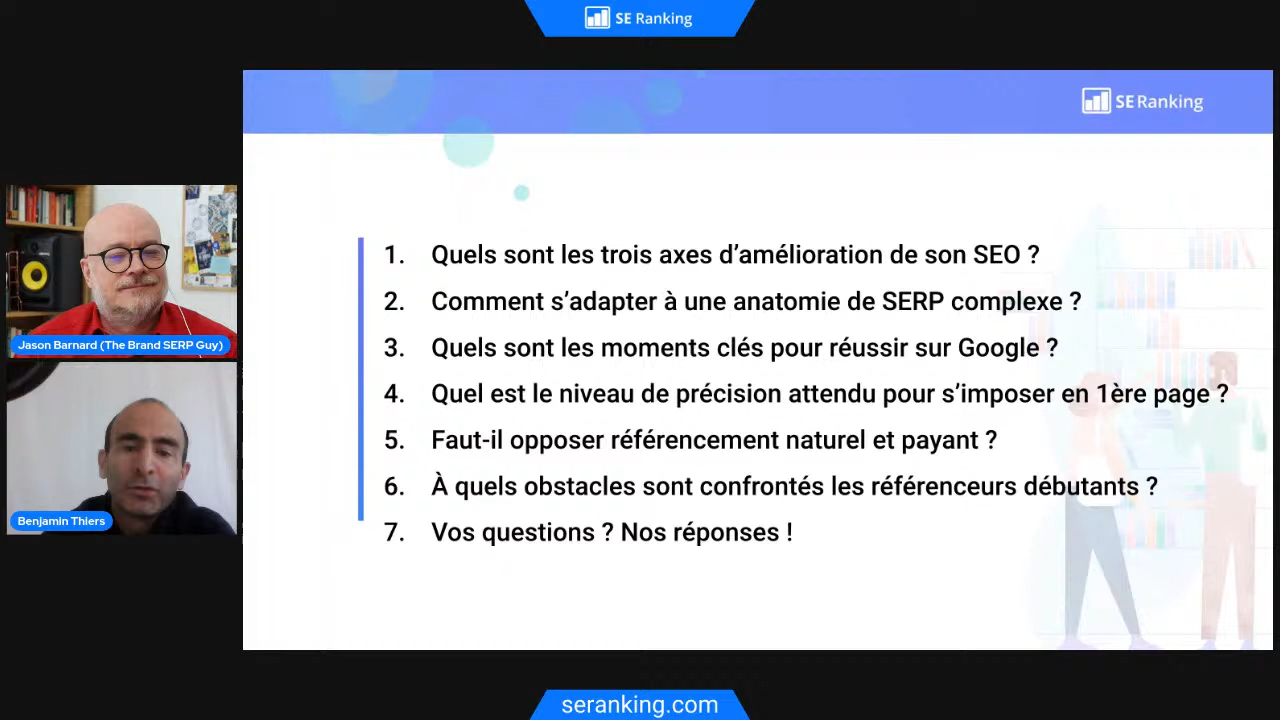 SE Ranking
SE Ranking
1. Quels sont les trois axes d’amélioration de son SEO ?
2. Comment s’adapter à une anatomie de SERP complexe ?
3. Quels sont les moments clés pour réussir sur Google ?
4. Quel est le niveau de précision attendu pour s’imposer en 1ère page ?
5. Faut-il opposer référencement naturel et payant ?
6. À quels obstacles sont confrontés les référenceurs débutants ?
7. Vos questions ? Nos réponses !
Jason Barnard (The Brand SERP Guy)
Benjamin Thiers
seranking.com